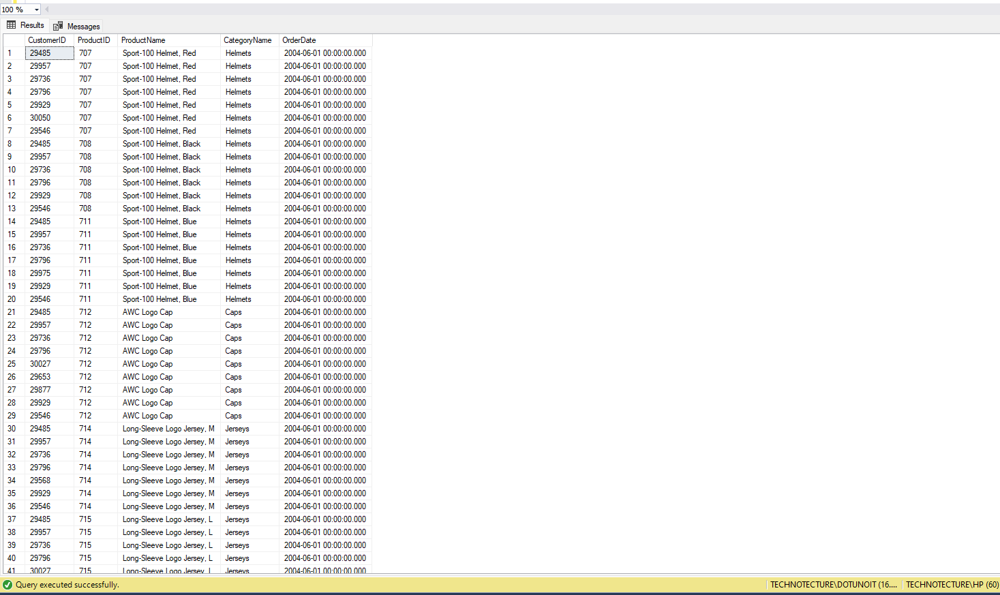 100 %
Results Messages
CustomerID ProductID ProductName CategoryName OrderDate
1 29485 707 Sport-100 Helmet, Red Helmets 2004-06-01 00:00:00.000
2 29957 707 Sport-100 Helmet, Red Helmets 2004-06-01 00:00:00.000
3 29736 707 Sport-100 Helmet, Red Helmets 2004-06-01 00:00:00.000
4 29796 707 Sport-100 Helmet, Red Helmets 2004-06-01 00:00:00.000
5 29929 707 Sport-100 Helmet, Red Helmets 2004-06-01 00:00:00.000
6 30050 707 Sport-100 Helmet, Red Helmets 2004-06-01 00:00:00.000
7 29546 707 Sport-100 Helmet, Red Helmets 2004-06-01 00:00:00.000
8 29485 708 Sport-100 Helmet, Black Helmets 2004-06-01 00:00:00.000
9 29957 708 Sport-100 Helmet, Black Helmets 2004-06-01 00:00:00.000
10 29736 708 Sport-100 Helmet, Black Helmets 2004-06-01 00:00:00.000
11 29796 708 Sport-100 Helmet, Black Helmets 2004-06-01 00:00:00.000
12 29929 708 Sport-100 Helmet, Black Helmets 2004-06-01 00:00:00.000
13 29546 708 Sport-100 Helmet, Black Helmets 2004-06-01 00:00:00.000
14 29485 711 Sport-100 Helmet, Blue Helmets 2004-06-01 00:00:00.000
15 29957 711 Sport-100 Helmet, Blue Helmets 2004-06-01 00:00:00.000
16 29736 711 Sport-100 Helmet, Blue Helmets 2004-06-01 00:00:00.000
17 29796 711 Sport-100 Helmet, Blue Helmets 2004-06-01 00:00:00.000
18 29975 711 Sport-100 Helmet, Blue Helmets 2004-06-01 00:00:00.000
19 29929 711 Sport-100 Helmet, Blue Helmets 2004-06-01 00:00:00.000
20 29546 711 Sport-100 Helmet, Blue Helmets 2004-06-01 00:00:00.000
21 29485 712 AWC Logo Cap Caps 2004-06-01 00:00:00.000
22 29957 712 AWC Logo Cap Caps 2004-06-01 00:00:00.000
23 29736 712 AWC Logo Cap Caps 2004-06-01 00:00:00.000
24 29796 712 AWC Logo Cap Caps 2004-06-01 00:00:00.000
25 30027 712 AWC Logo Cap Caps 2004-06-01 00:00:00.000
26 29653 712 AWC Logo Cap Caps 2004-06-01 00:00:00.000
27 29877 712 AWC Logo Cap Caps 2004-06-01 00:00:00.000
28 29929 712 AWC Logo Cap Caps 2004-06-01 00:00:00.000
29 29546 712 AWC Logo Cap Caps 2004-06-01 00:00:00.000
30 29485 714 Long-Sleeve Logo Jersey, M Jerseys 2004-06-01 00:00:00.000
31 29957 714 Long-Sleeve Logo Jersey, M Jerseys 2004-06-01 00:00:00.000
32 29736 714 Long-Sleeve Logo Jersey, M Jerseys 2004-06-01 00:00:00.000
33 29796 714 Long-Sleeve Logo Jersey, M Jerseys 2004-06-01 00:00:00.000
34 29568 714 Long-Sleeve Logo Jersey, M Jerseys 2004-06-01 00:00:00.000
35 29929 714 Long-Sleeve Logo Jersey, M Jerseys 2004-06-01 00:00:00.000
36 29546 714 Long-Sleeve Logo Jersey, M Jerseys 2004-06-01 00:00:00.000
37 29485 715 Long-Sleeve Logo Jersey, L Jerseys 2004-06-01 00:00:00.000
38 29957 715 Long-Sleeve Logo Jersey, L Jerseys 2004-06-01 00:00:00.000
39 29736 715 Long-Sleeve Logo Jersey, L Jerseys 2004-06-01 00:00:00.000
40 29796 715 Long-Sleeve Logo Jersey, L Jerseys 2004-06-01 00:00:00.000
41 30027 715 Long-Sleeve Logo Jersey, L Jerseys 2004-06-01 00:00:00.000
Query executed successfully. TECHNOTECTURE\DOTUNOIT (16.... TECHNOTECTURE\HP (60)